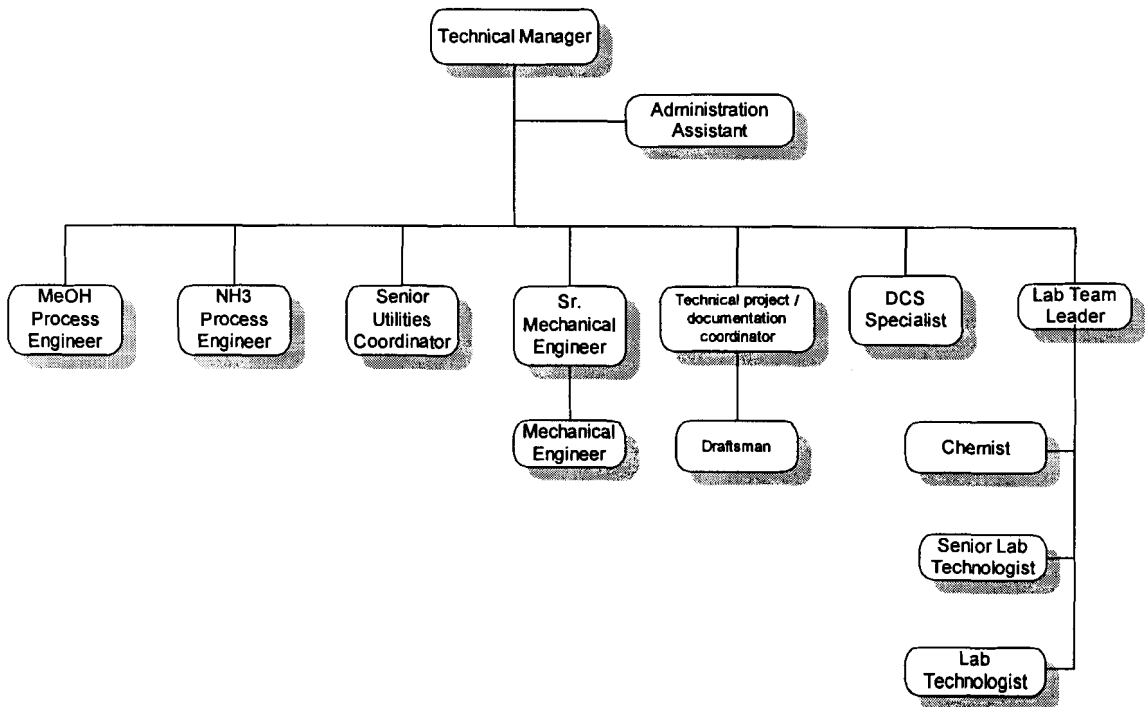 Technical Manager
Administration
Assistant
MeOH
Process
Engineer
NH3
Process
Engineer
Senior
Utilities
Coordinator
Sr.
Mechanical
Engineer
Technical project /
documentation
coordinator
DCS
Specialist
Lab Team
Leader
Mechanical
Engineer
Draftsman
Chemist
Senior Lab
Technologist
Lab
Technologist